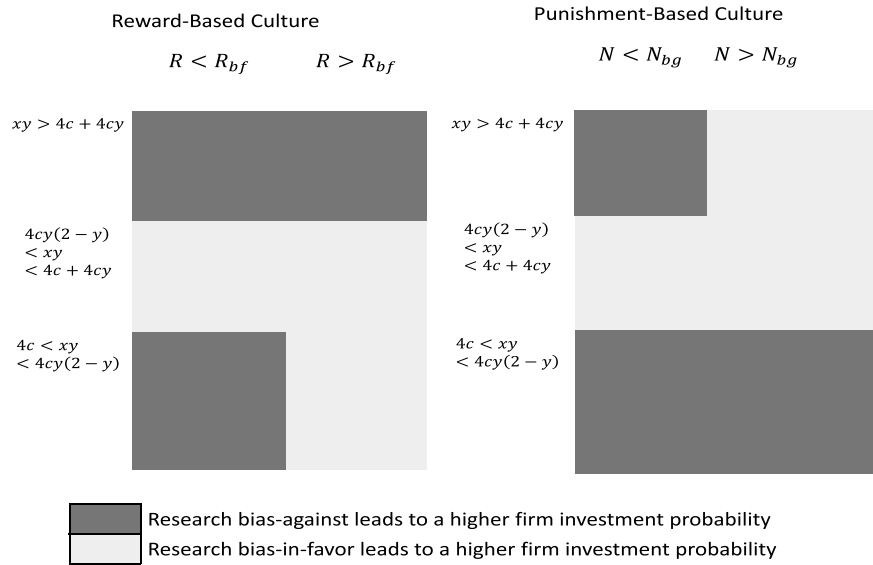 Reward-Based Culture
R < R_bf
R > R_bf
xy > 4c + 4cy
4cy(2 − y)
< xy
< 4c + 4cy
4c < xy
< 4cy(2 − y)
Punishment-Based Culture
N < N_bg
N > N_bg
xy > 4c + 4cy
4cy(2 − y)
< xy
< 4c + 4cy
4c < xy
< 4cy(2 − y)
Research bias-against leads to a higher firm investment probability
Research bias-in-favor leads to a higher firm investment probability